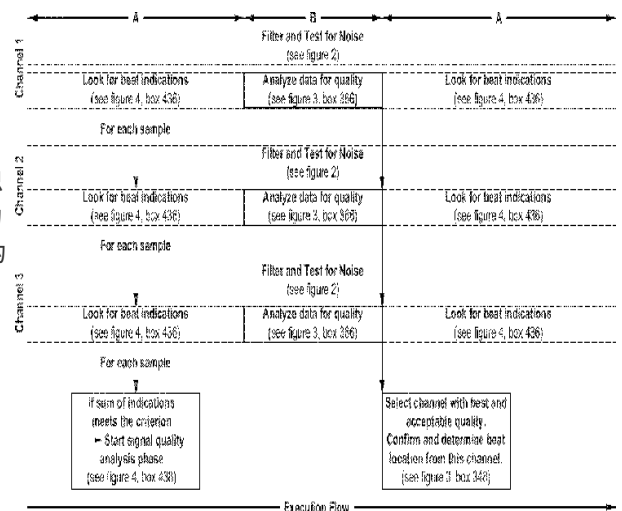 A B A
Channel 1
Filter and Test for Noise
(see figure 2)
Look for beat indications
(see figure 4, box 436)
Analyze data for quality
(see figure 3, box 366)
Look for beat indications
(see figure 4, box 436)
For each sample
Channel 2
Filter and Test for Noise
(see figure 2)
Look for beat indications
(see figure 4, box 436)
Analyze data for quality
(see figure 3, box 366)
Look for beat indications
(see figure 4, box 436)
For each sample
Channel 3
Filter and Test for Noise
(see figure 2)
Look for beat indications
(see figure 4, box 436)
Analyze data for quality
(see figure 3, box 366)
Look for beat indications
(see figure 4, box 436)
For each sample
If sum of indications
meets the criterion
Start signal quality
analysis phase
(see figure 4, box 438)
Select channel with best and
acceptable quality.
Confirm and determine beat
location from this channel.
(see figure 3 box 348)
Execution Flow